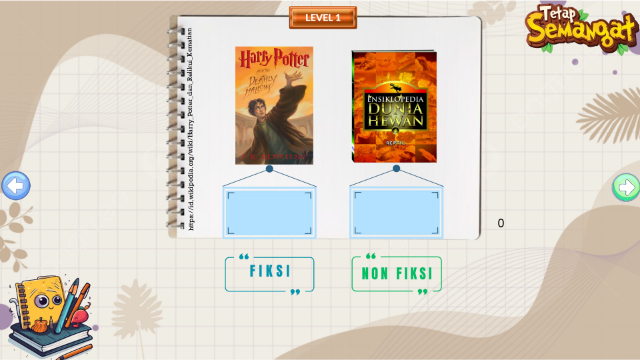 LEVEL 1
Tetap
Semangat
https://id.wikipedia.org/wiki/Harry_Potter_dan_Relikui_Kematian
Harry Potter
AND THE
DEATHLY
HALLOWS
ENSIKLOPEDIA
DUNIA
HEWAN
0
“ FIKSI ”
“ NON FIKSI ”